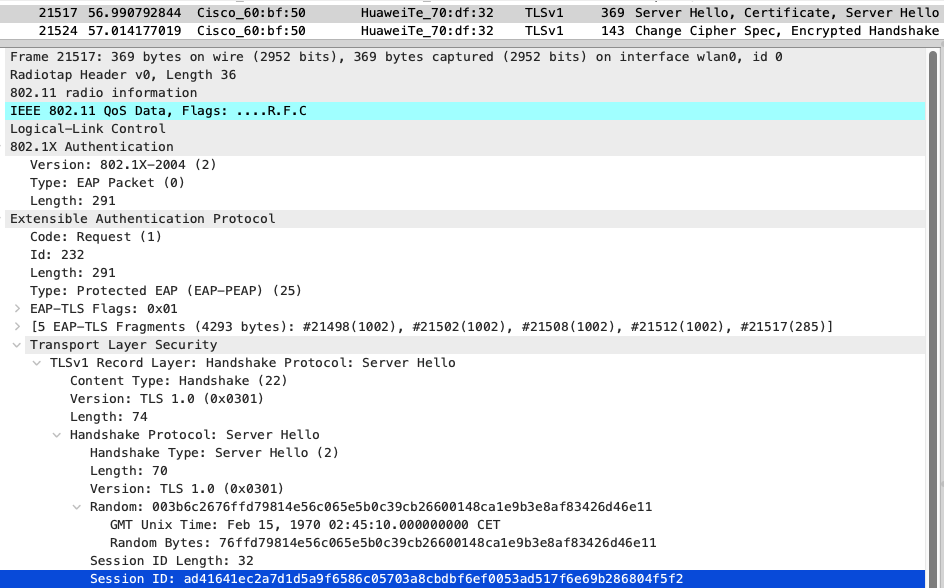 21517 56.990792844 Cisco_60:bf:50 HuaweiTe_70:df:32 TLSv1 369 Server Hello, Certificate, Server Hello
21524 57.014177019 Cisco_60:bf:50 HuaweiTe_70:df:32 TLSv1 143 Change Cipher Spec, Encrypted Handshake
Frame 21517: 369 bytes on wire (2952 bits), 369 bytes captured (2952 bits) on interface wlan0, id 0
Radiotap Header v0, Length 36
802.11 radio information
IEEE 802.11 QoS Data, Flags: ....R.F.C
Logical-Link Control
802.1X Authentication
Version: 802.1X-2004 (2)
Type: EAP Packet (0)
Length: 291
Extensible Authentication Protocol
Code: Request (1)
Id: 232
Length: 291
Type: Protected EAP (EAP-PEAP) (25)
EAP-TLS Flags: 0x01
[5 EAP-TLS Fragments (4293 bytes): #21498(1002), #21502(1002), #21508(1002), #21512(1002), #21517(285)]
Transport Layer Security
TLSv1 Record Layer: Handshake Protocol: Server Hello
Content Type: Handshake (22)
Version: TLS 1.0 (0x0301)
Length: 74
Handshake Protocol: Server Hello
Handshake Type: Server Hello (2)
Length: 70
Version: TLS 1.0 (0x0301)
Random: 003b6c2676ffd79814e56c065e5b0c39cb26600148ca1e9b3e8af83426d46e11
GMT Unix Time: Feb 15, 1970 02:45:10.000000000 CET
Random Bytes: 76ffd79814e56c065e5b0c39cb26600148ca1e9b3e8af83426d46e11
Session ID Length: 32
Session ID: ad41641ec2a7d1d5a9f6586c05703a8cbdbf6ef0053ad517f6e69b286804f5f2